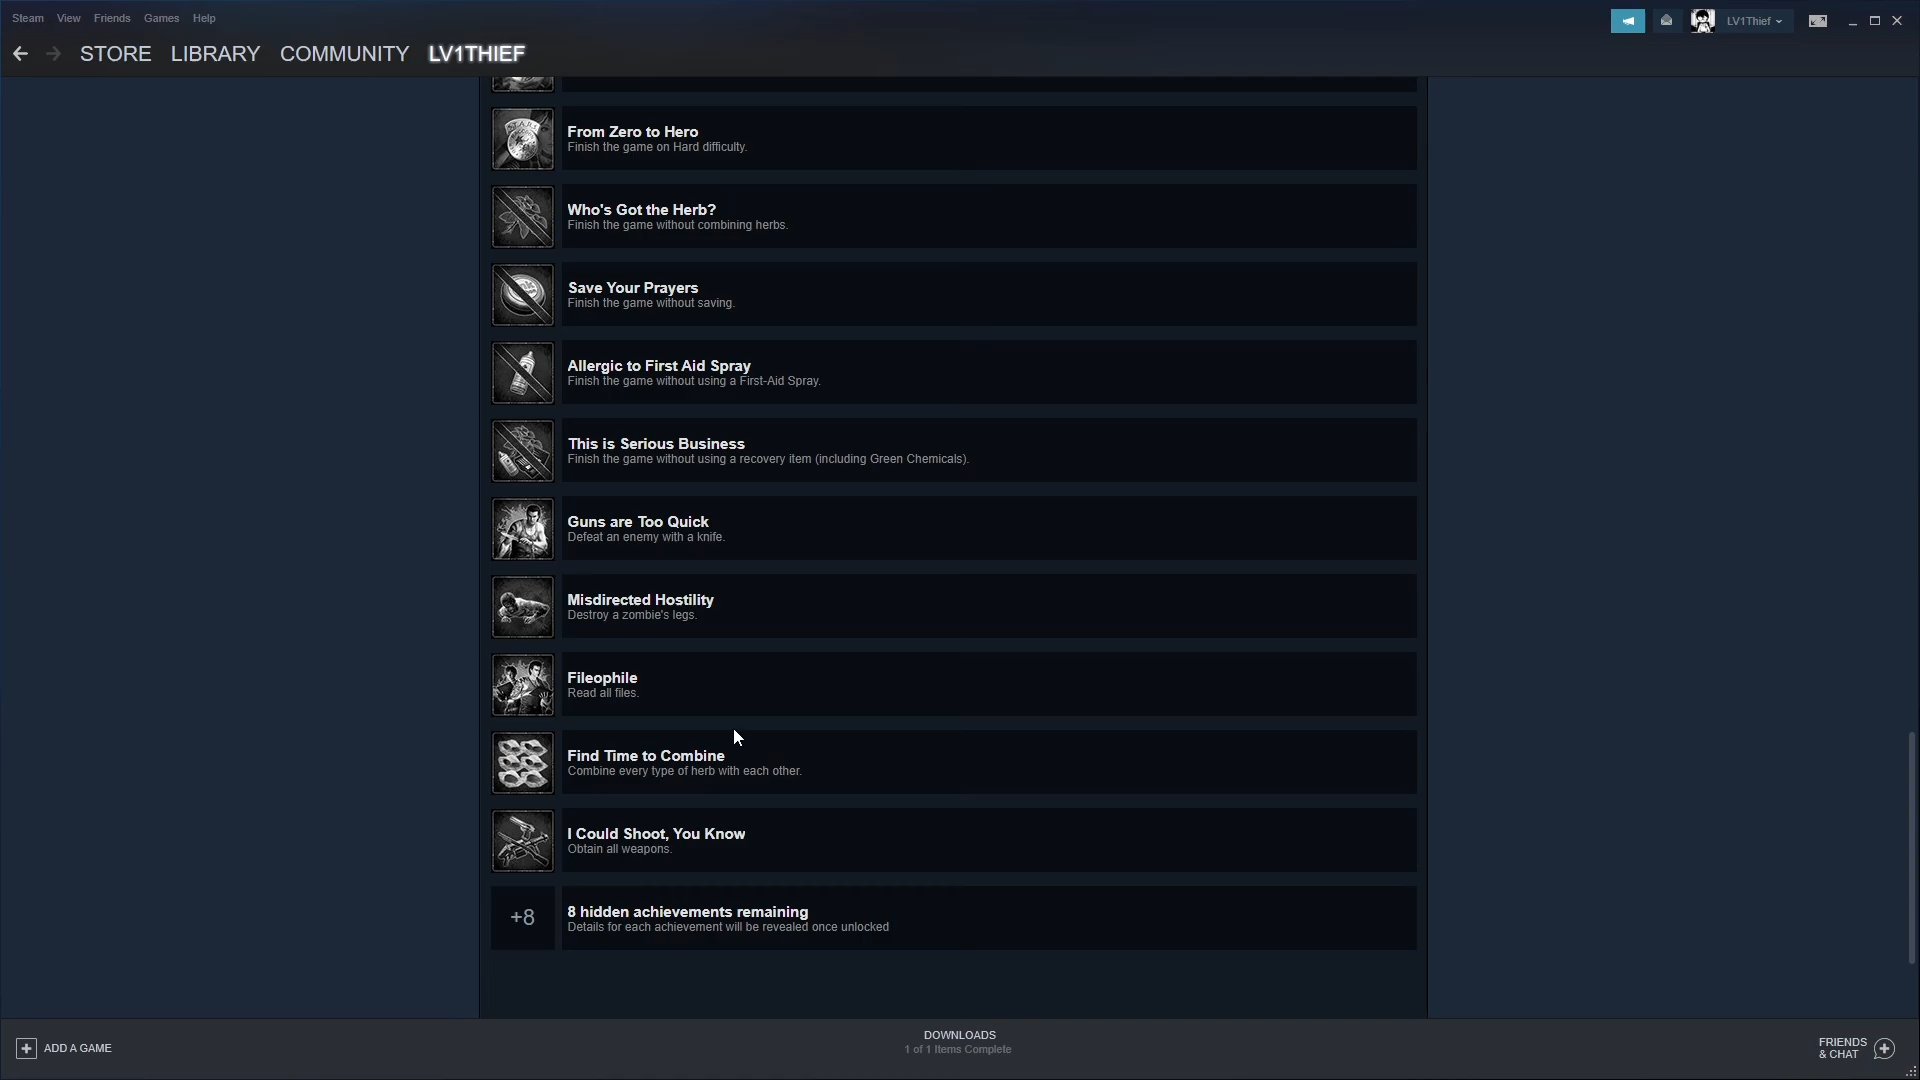 Steam View Friends Games Help
LV1Thief
STORE LIBRARY COMMUNITY LV1THIEF
STARS
From Zero to Hero
Finish the game on Hard difficulty.
Who's Got the Herb?
Finish the game without combining herbs.
Save Your Prayers
Finish the game without saving.
Allergic to First Aid Spray
Finish the game without using a First-Aid Spray.
This is Serious Business
Finish the game without using a recovery item (including Green Chemicals).
Guns are Too Quick
Defeat an enemy with a knife.
Misdirected Hostility
Destroy a zombie's legs.
Fileophile
Read all files.
Find Time to Combine
Combine every type of herb with each other.
I Could Shoot, You Know
Obtain all weapons.
+8
8 hidden achievements remaining
Details for each achievement will be revealed once unlocked
ADD A GAME
DOWNLOADS
1 of 1 Items Complete
FRIENDS
& CHAT